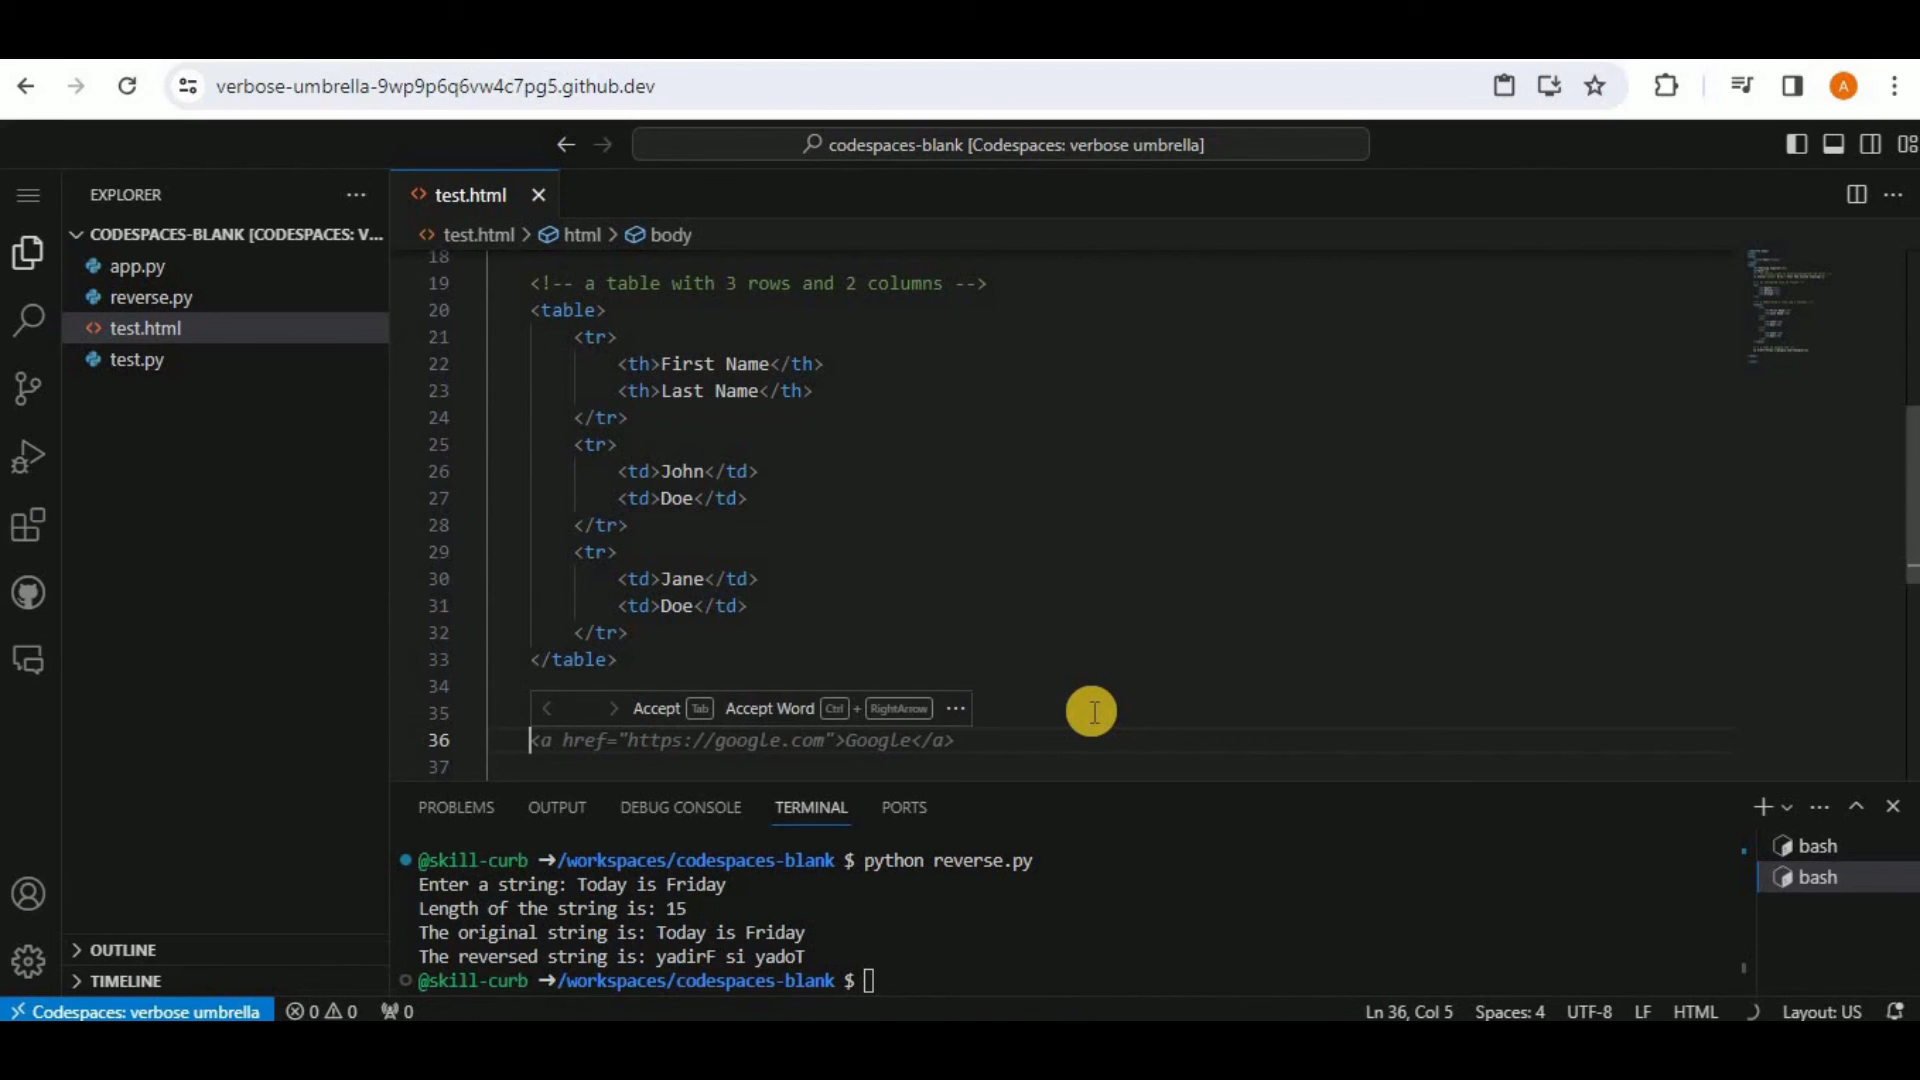 verbose-umbrella-9wp9p6q6vw4c7pg5.github.dev
A
codespaces-blank [Codespaces: verbose umbrella]
EXPLORER
test.html
CODESPACES-BLANK [CODESPACES: V...
test.html > html > body
app.py
reverse.py
test.html
test.py
18
19 <!-- a table with 3 rows and 2 columns -->
20 <table>
21 <tr>
22 <th>First Name</th>
23 <th>Last Name</th>
24 </tr>
25 <tr>
26 <td>John</td>
27 <td>Doe</td>
28 </tr>
29 <tr>
30 <td>Jane</td>
31 <td>Doe</td>
32 </tr>
33 </table>
34
35 Accept Tab Accept Word Ctrl + RightArrow ...
36 <a href="https://google.com">Google</a>
37
PROBLEMS OUTPUT DEBUG CONSOLE TERMINAL PORTS
@skill-curb ➜/workspaces/codespaces-blank $ python reverse.py
Enter a string: Today is Friday
Length of the string is: 15
The original string is: Today is Friday
The reversed string is: yadirF si yadoT
@skill-curb ➜/workspaces/codespaces-blank $
bash
bash
OUTLINE
TIMELINE
Codespaces: verbose umbrella 0 0 0 Ln 36, Col 5 Spaces: 4 UTF-8 LF HTML Layout: US